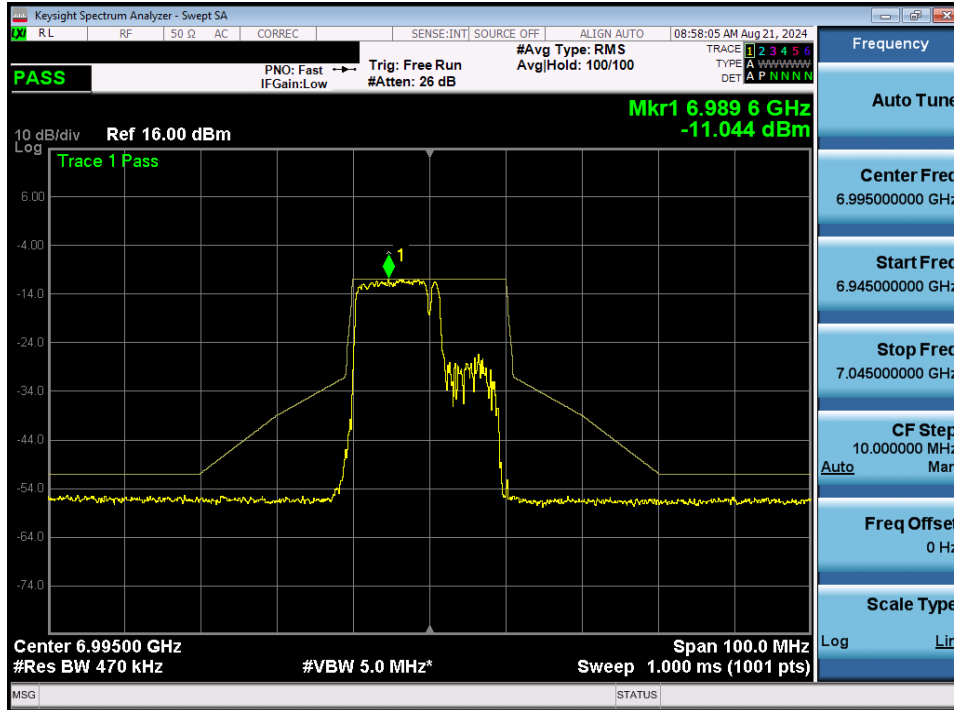 Keysight Spectrum Analyzer - Swept SA
LXI RL RF 50 Ω AC CORREC SENSE:INT SOURCE OFF ALIGN AUTO 08:58:05 AM Aug 21, 2024
PASS
PNO: Fast
IFGain:Low
Trig: Free Run
#Atten: 26 dB
#Avg Type: RMS
Avg|Hold: 100/100
TRACE 1 2 3 4 5 6
TYPE A WWWWW
DET A P N N N N
Mkr1 6.989 6 GHz
-11.044 dBm
10 dB/div Ref 16.00 dBm
Log
Trace 1 Pass
1
6.00
-4.00
-14.0
-24.0
-34.0
-44.0
-54.0
-64.0
-74.0
Center 6.99500 GHz Span 100.0 MHz
#Res BW 470 kHz #VBW 5.0 MHz* Sweep 1.000 ms (1001 pts)
MSG STATUS
Frequency
Auto Tune
Center Freq
6.995000000 GHz
Start Freq
6.945000000 GHz
Stop Freq
7.045000000 GHz
CF Step
10.000000 MHz
Auto Man
Freq Offset
0 Hz
Scale Type
Log Lin